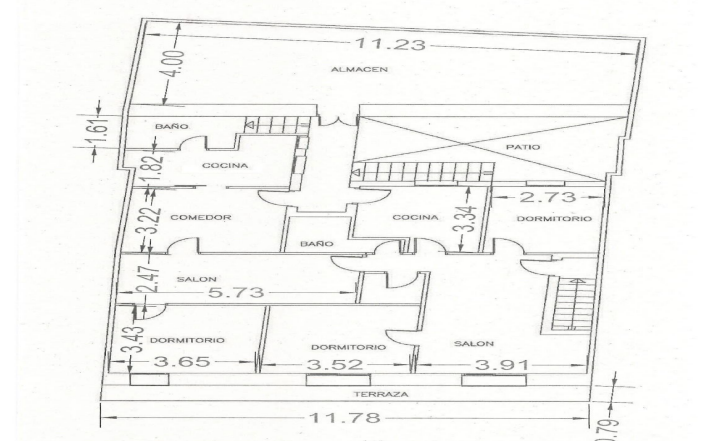 11.23
4.00
ALMACEN
1.61
BAÑO
PATIO
1.82
COCINA
3.22
COMEDOR
COCINA
3.34
2.73
DORMITORIO
BAÑO
2.47
SALON
5.73
3.43
DORMITORIO
DORMITORIO
SALON
3.65
3.52
3.91
TERRAZA
11.78